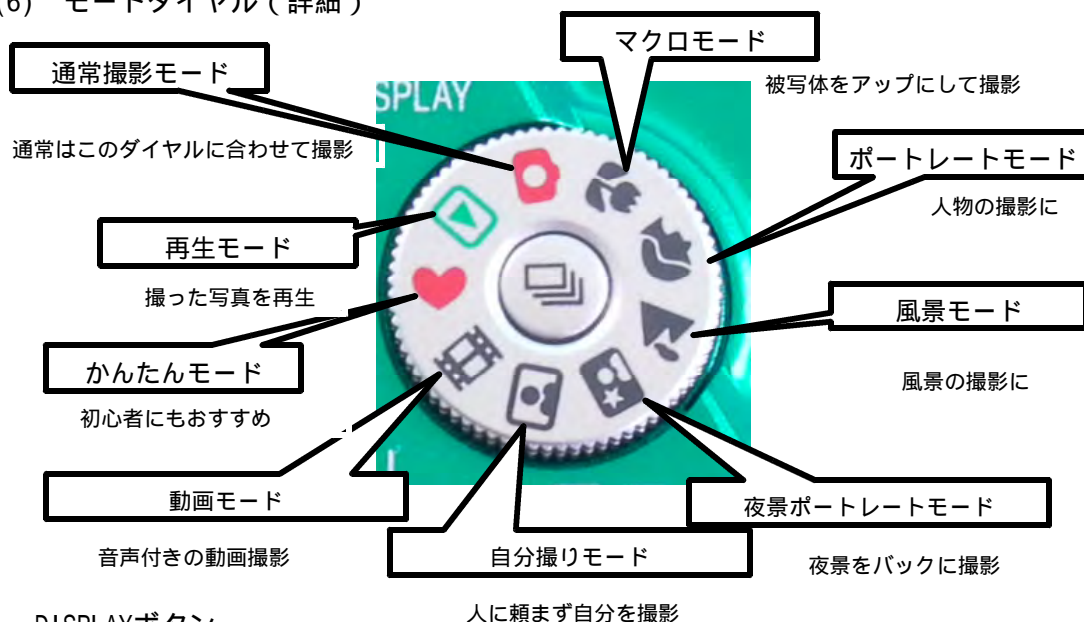 (6) モードダイヤル（詳細）
マクロモード
通常撮影モード
被写体をアップにして撮影
SPLAY
通常はこのダイヤルに合わせて撮影
ポートレートモード
人物の撮影に
再生モード
撮った写真を再生
風景モード
かんたんモード
風景の撮影に
初心者にもおすすめ
動画モード
夜景ポートレートモード
音声付きの動画撮影
自分撮りモード
夜景をバックに撮影
人に頼まず自分を撮影
DISPLAYボタン